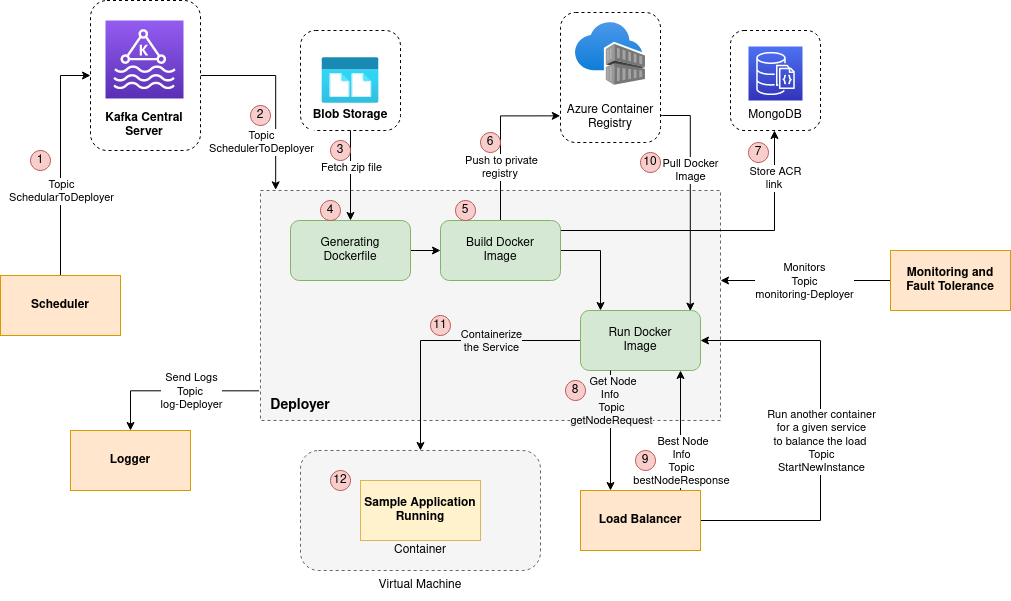 K
Kafka Central
Server
Blob Storage
Azure Container
Registry
{}
MongoDB
1
Topic
SchedularToDeployer
2
Topic
SchedulerToDeployer
3
Fetch zip file
6
Push to private
registry
10
Pull Docker
Image
7
Store ACR
link
4
Generating
Dockerfile
5
Build Docker
Image
Monitors
Topic
monitoring-Deployer
Monitoring and
Fault Tolerance
Scheduler
11
Containerize
the Service
Run Docker
Image
Send Logs
Topic
log-Deployer
Deployer
8
Get Node
Info
Topic
getNodeRequest
Run another container
for a given service
to balance the load
Topic
StartNewInstance
Logger
9
Best Node
Info
Topic
bestNodeResponse
12
Sample Application
Running
Container
Load Balancer
Virtual Machine